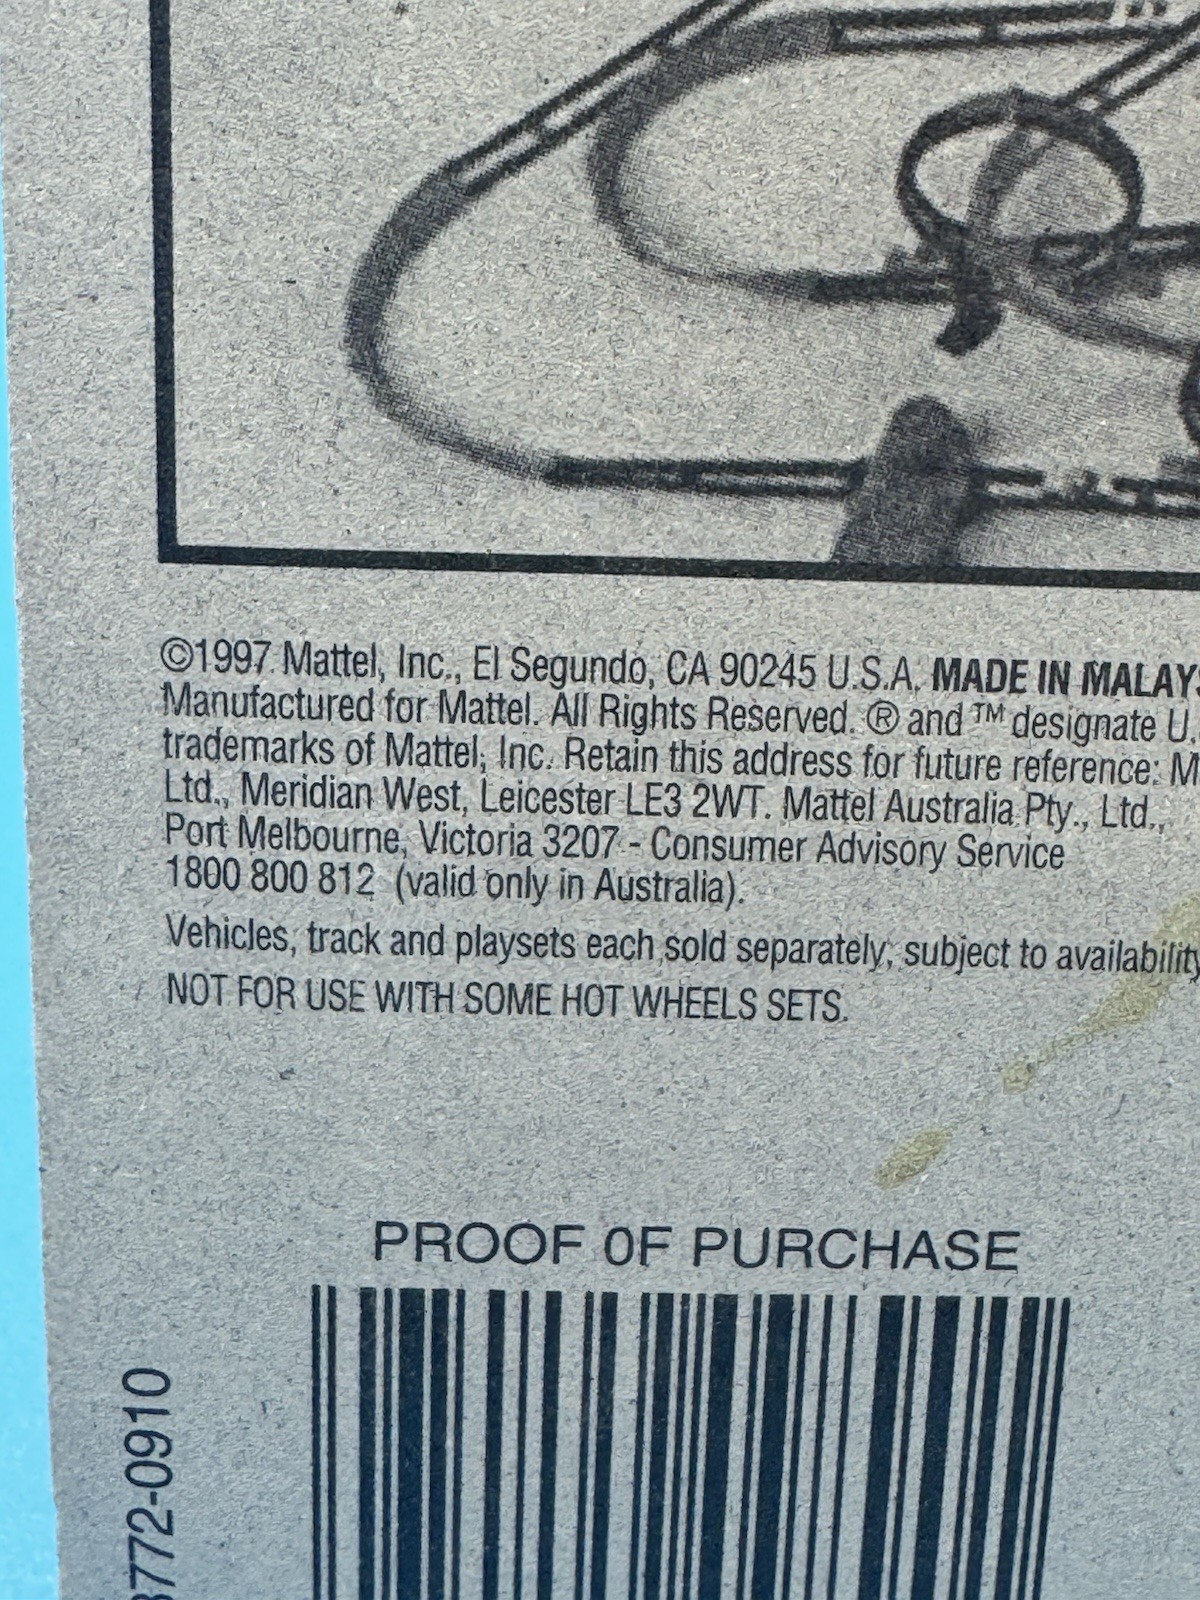 ©1997 Mattel, Inc., El Segundo, CA 90245 U.S.A. MADE IN MALAYS
Manufactured for Mattel. All Rights Reserved. ® and ™ designate U.
trademarks of Mattel, Inc. Retain this address for future reference: M
Ltd., Meridian West, Leicester LE3 2WT. Mattel Australia Pty., Ltd.,
Port Melbourne, Victoria 3207 - Consumer Advisory Service
1800 800 812 (valid only in Australia).
Vehicles, track and playsets each sold separately, subject to availability
NOT FOR USE WITH SOME HOT WHEELS SETS.
PROOF OF PURCHASE
3772-0910